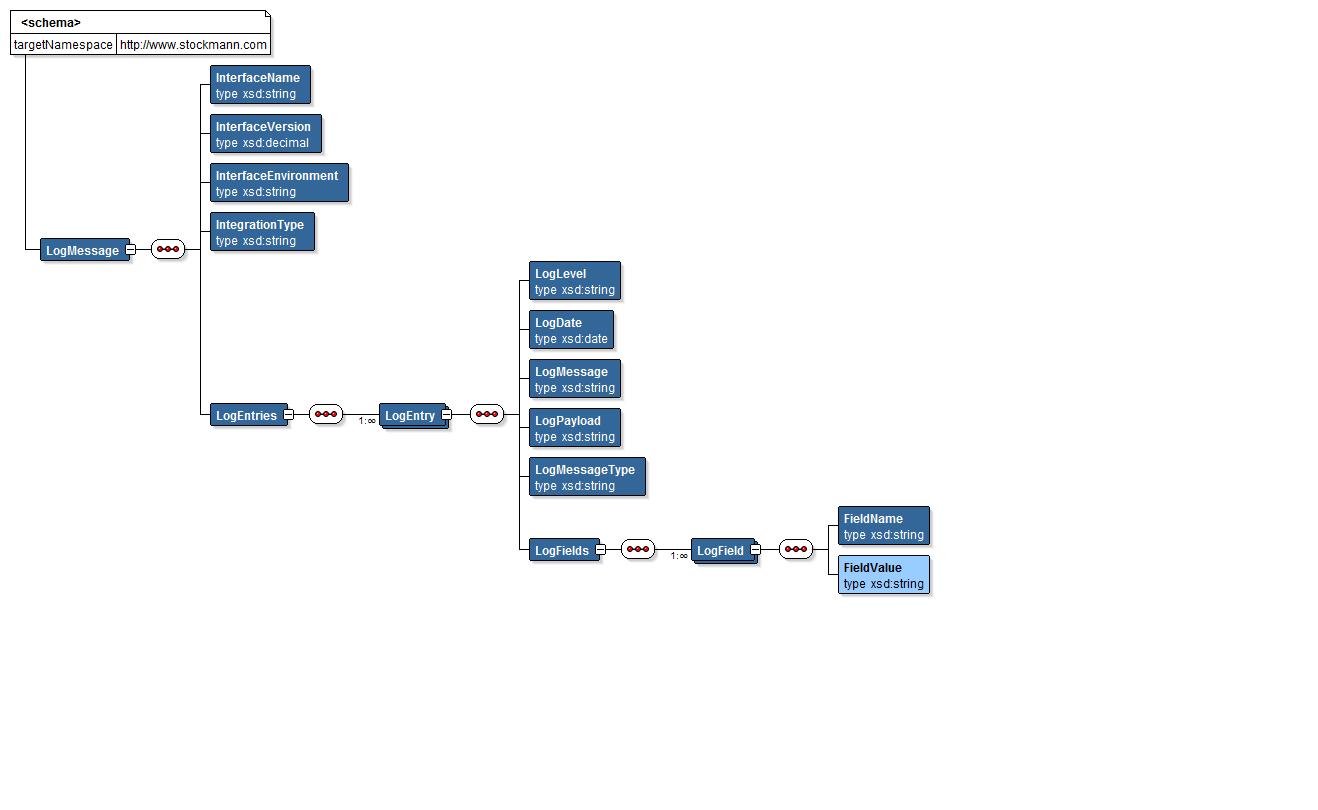 <schema>
targetNamespace http://www.stockmann.com
InterfaceName
type xsd:string
InterfaceVersion
type xsd:decimal
InterfaceEnvironment
type xsd:string
IntegrationType
type xsd:string
LogMessage
LogLevel
type xsd:string
LogDate
type xsd:date
LogMessage
type xsd:string
LogEntries
1:∞
LogEntry
LogPayload
type xsd:string
LogMessageType
type xsd:string
LogFields
1:∞
LogField
FieldName
type xsd:string
FieldValue
type xsd:string